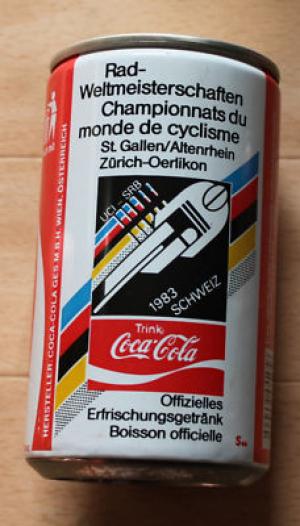 Rad-
Weltmeisterschaften
Championnats du
monde de cyclisme
St. Gallen/Altenrhein
Zürich-Oerlikon
UCI - SRB
1983 SCHWEIZ
Trink
Coca-Cola
Offizielles
Erfrischungsgetränk
Boisson officielle
HERSTELLER: COCA-COLA GES.M.B.H. WIEN, ÖSTERREICH